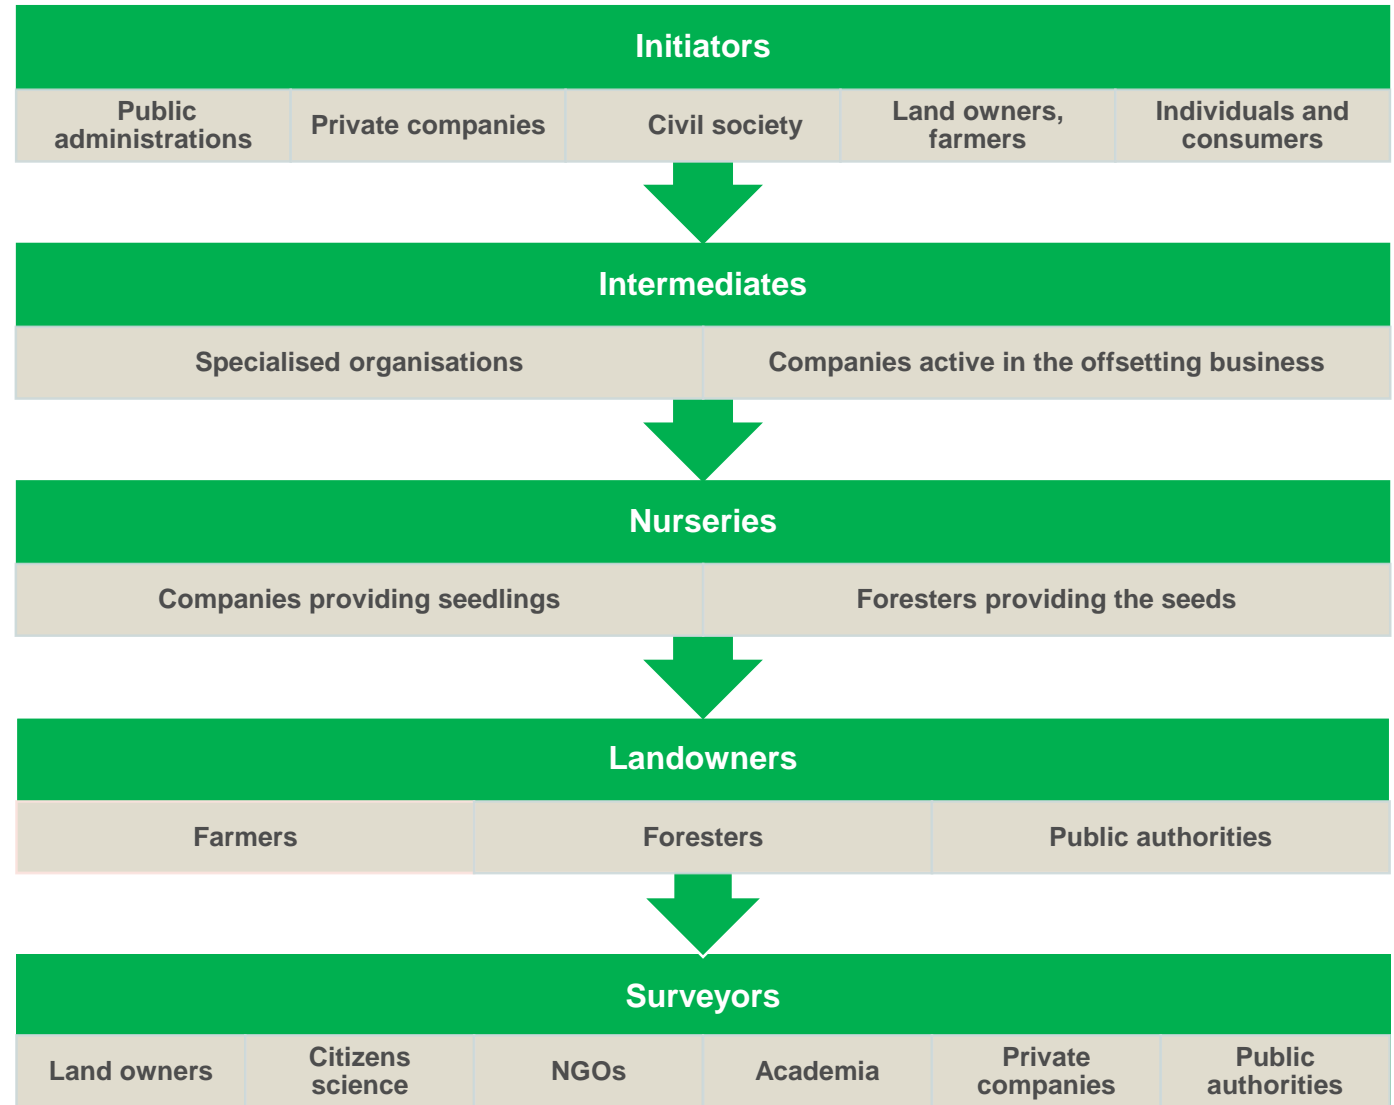 Initiators
Public
administrations
Private companies
Civil society
Land owners,
farmers
Individuals and
consumers
Intermediates
Specialised organisations
Companies active in the offsetting business
Nurseries
Companies providing seedlings
Foresters providing the seeds
Landowners
Farmers
Foresters
Public authorities
Surveyors
Land owners
Citizens
science
NGOs
Academia
Private
companies
Public
authorities